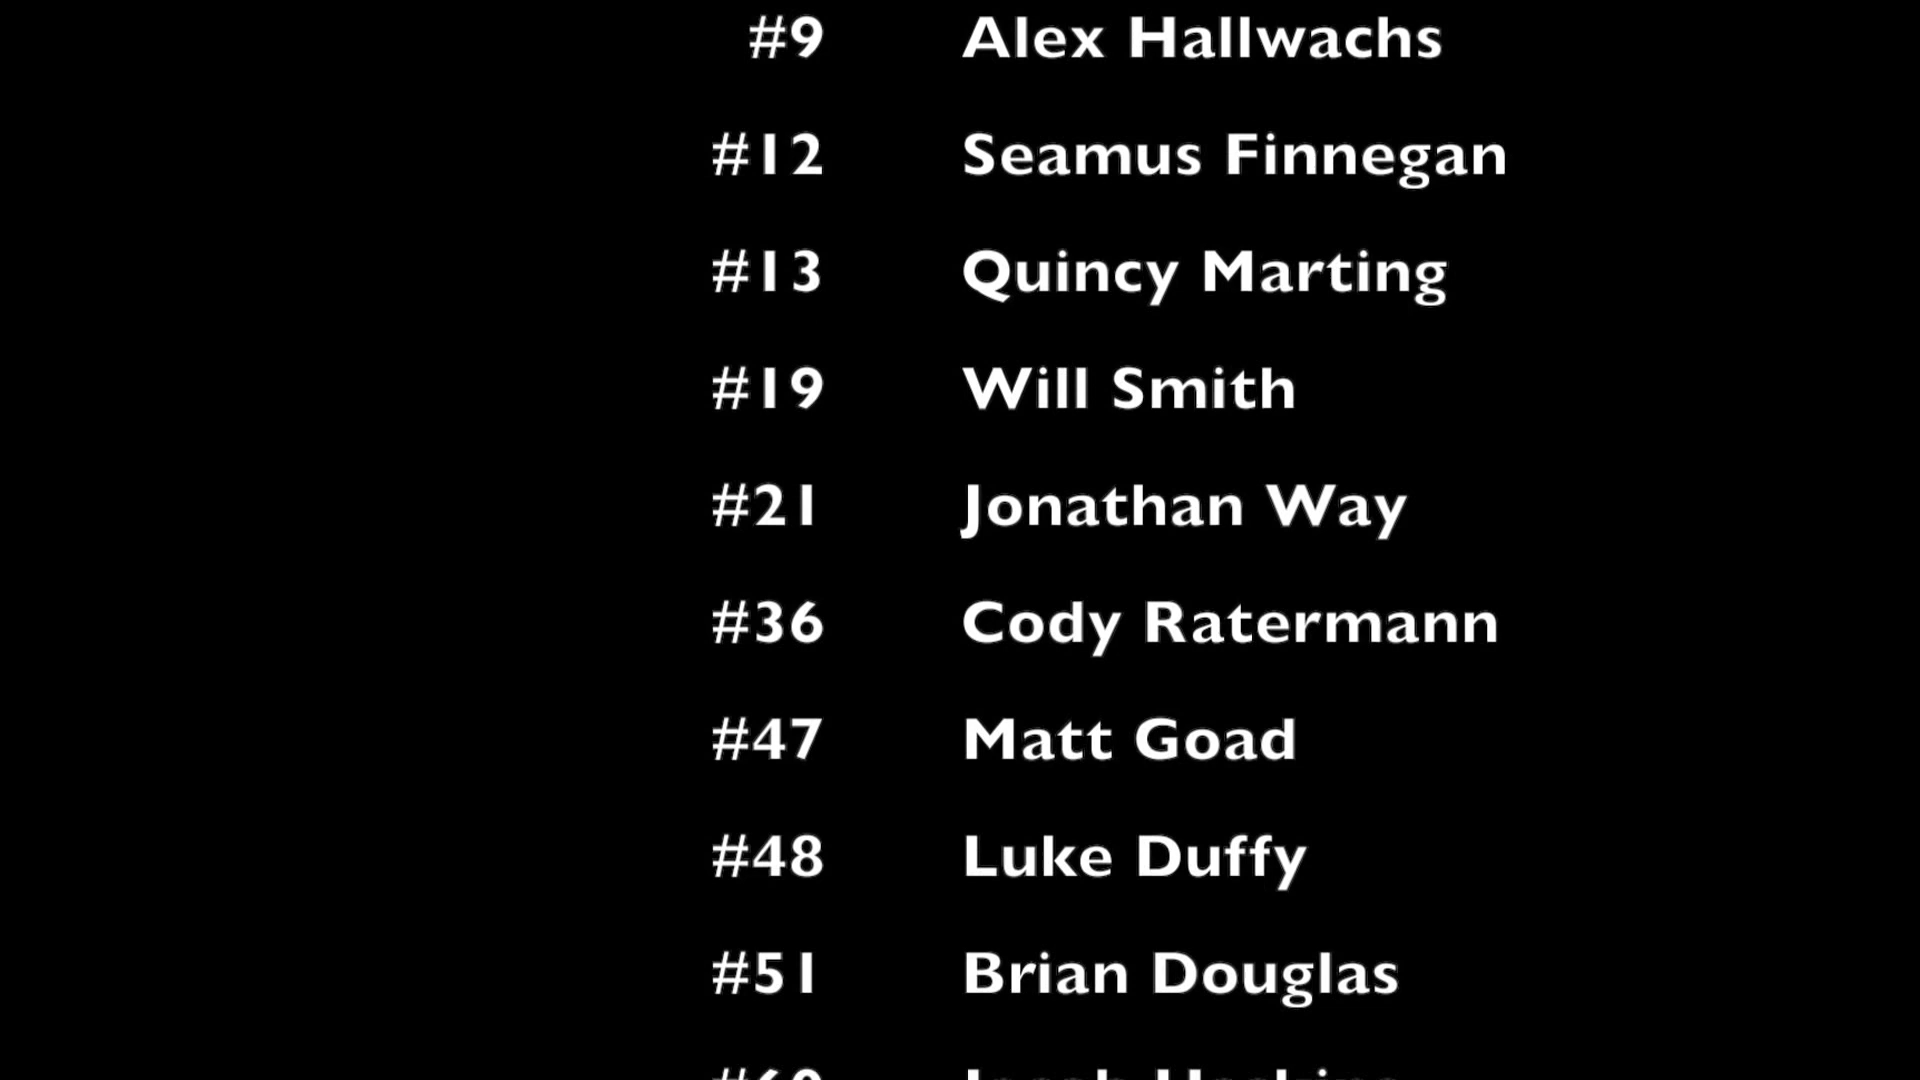 #9 Alex Hallwachs
#12 Seamus Finnegan
#13 Quincy Marting
#19 Will Smith
#21 Jonathan Way
#36 Cody Ratermann
#47 Matt Goad
#48 Luke Duffy
#51 Brian Douglas